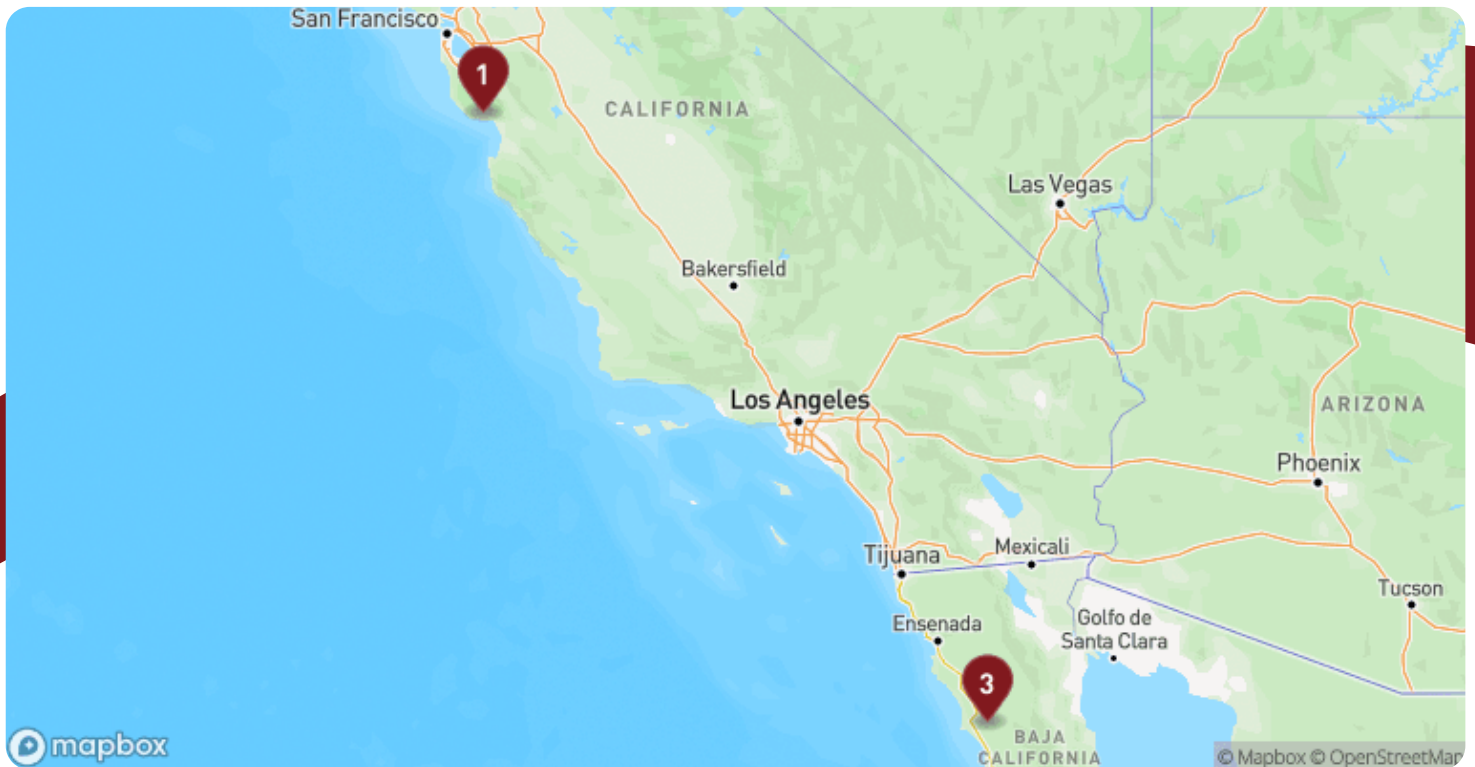 San Francisco
1
CALIFORNIA
Las Vegas
Bakersfield
Los Angeles
ARIZONA
Phoenix
Tijuana
Mexicali
Tucson
Ensenada
Golfo de
Santa Clara
3
BAJA
CALIFORNIA
mapbox
© Mapbox © OpenStreetMap